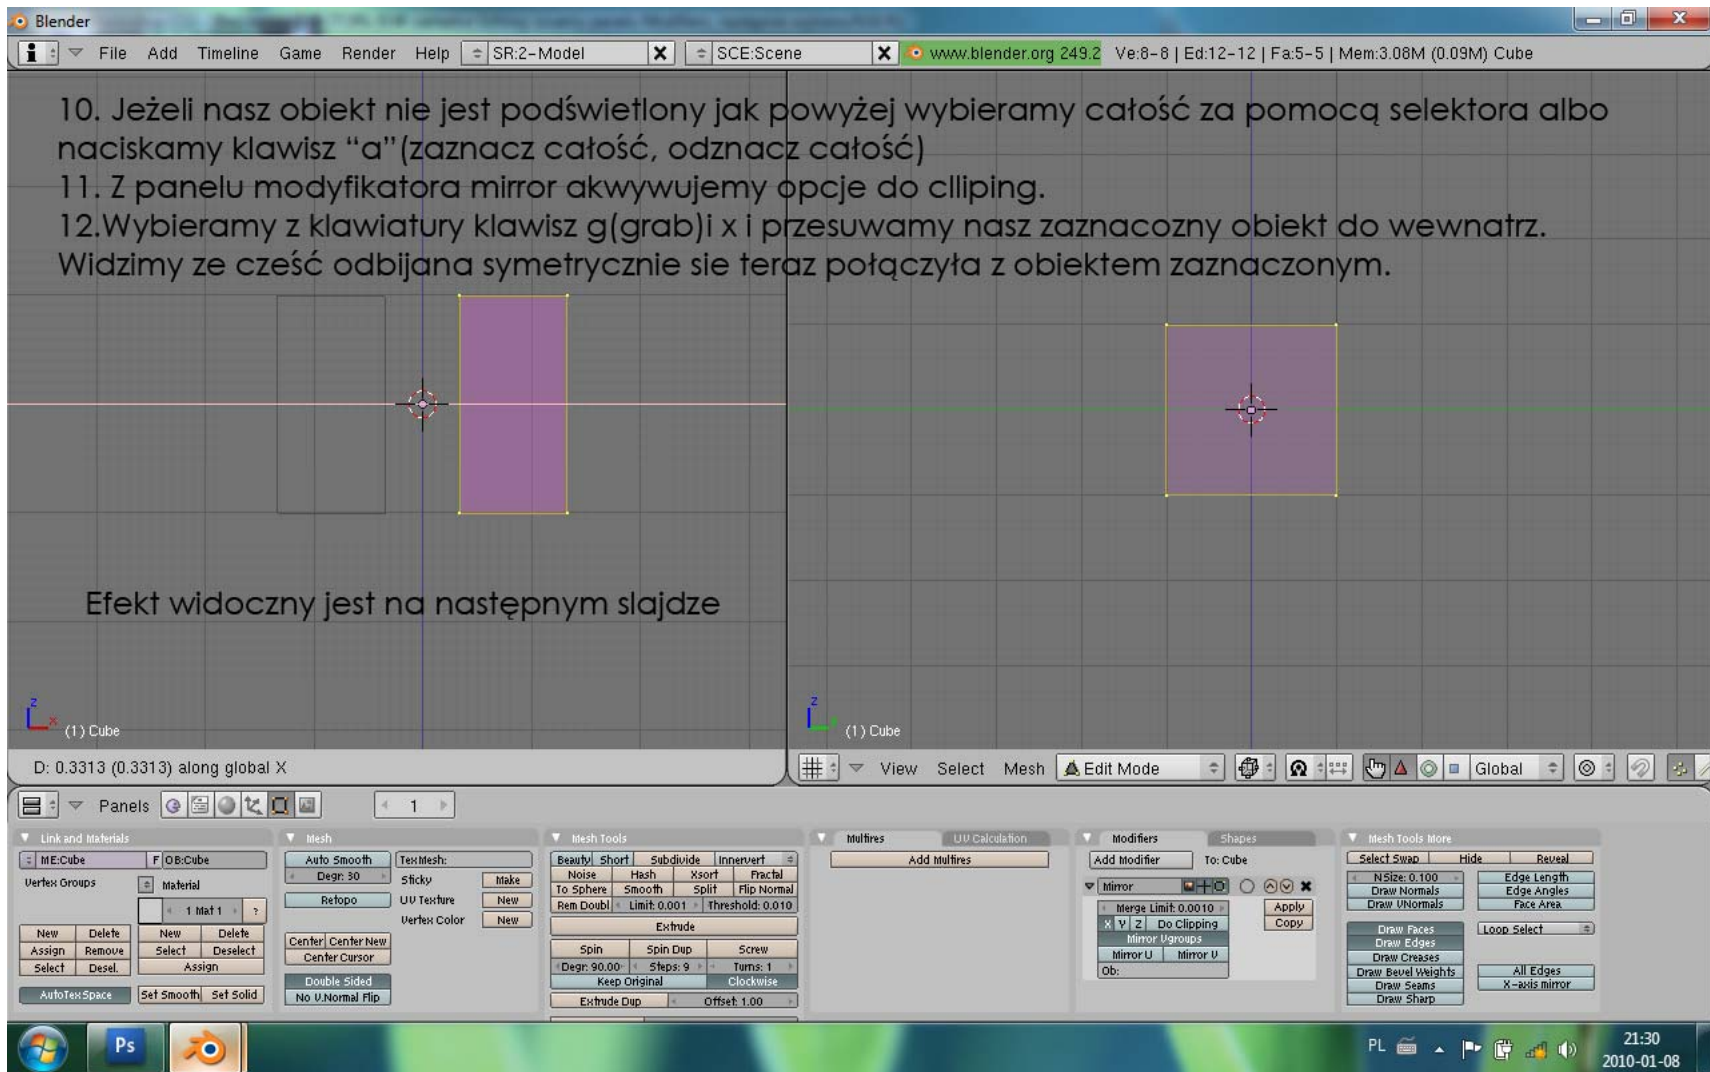 Blender
File Add Timeline Game Render Help SR:2-Model SCE:Scene www.blender.org 249.2 Ve:8-8 | Ed:12-12 | Fa:5-5 | Mem:3.08M (0.09M) Cube
10. Jeżeli nasz obiekt nie jest podświetlony jak powyżej wybieramy całość za pomocą selektora albo
naciskamy klawisz “a”(zaznacz całość, odznacz całość)
11. Z panelu modyfikatora mirror akwywujemy opcje do clliping.
12.Wybieramy z klawiatury klawisz g(grab)i x i przesuwamy nasz zaznacozny obiekt do wewnatrz.
Widzimy ze cześć odbijana symetrycznie sie teraz połączyła z obiektem zaznaczonym.
Efekt widoczny jest na następnym slajdze
z x (1) Cube
z (1) Cube
D: 0.3313 (0.3313) along global X
View Select Mesh Edit Mode Global
Panels 1
Link and Materials Mesh Mesh Tools Multires UV Calculation Modifiers Shapes Mesh Tools More
ME:Cube F OB:Cube Auto Smooth TexMesh: Beauty Short Subdivide Innervert Add Multires Add Modifier To: Cube Select Swap Hide Reveal
Vertex Groups Material Degr: 30 Sticky Make Noise Hash Xsort Fractal Mirror NSize: 0.100 Edge Length
To Sphere Smooth Split Flip Normal Draw Normals Edge Angles
1 Mat 1 ? Retopo UV Texture New Rem Doubl Limit: 0.001 Threshold: 0.010 Merge Limit: 0.0010 Apply Draw VNormals Face Area
Vertex Color New Extrude X Y Z Do Clipping Copy
New Delete New Delete Center Center New Mirror Vgroups Draw Faces Loop Select
Assign Remove Select Deselect Center Cursor Spin Spin Dup Screw Mirror U Mirror V Draw Edges
Select Desel. Assign Degr: 90.00 Steps: 9 Turns: 1 Ob: Draw Creases
Double Sided Keep Original Clockwise Draw Bevel Weights All Edges
AutoTexSpace Set Smooth Set Solid No V.Normal Flip Extrude Dup Offset: 1.00 Draw Seams X-axis mirror
Draw Sharp
Ps PL 21:30
2010-01-08